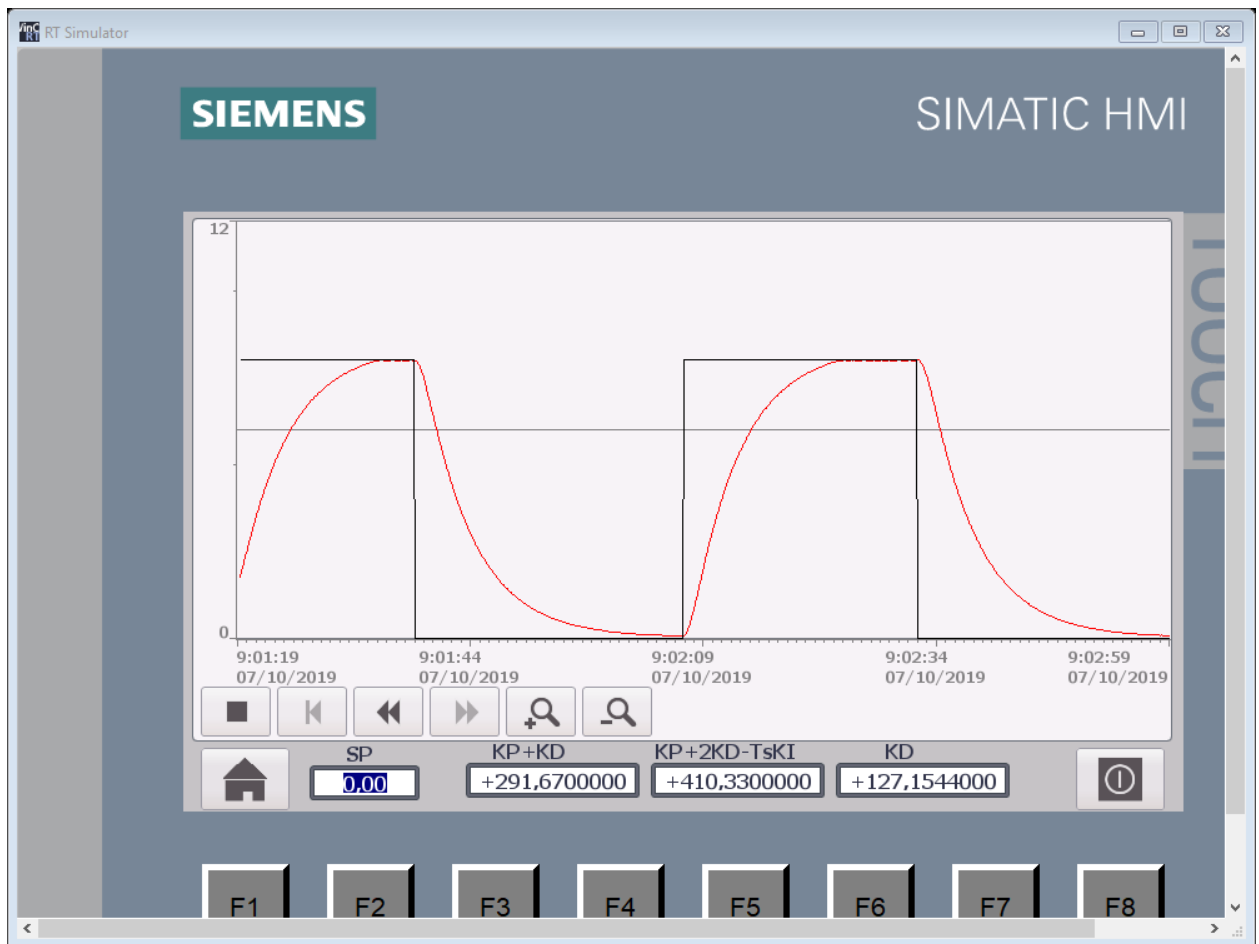 WinC RT RT Simulator
SIEMENS
SIMATIC HMI
TOUCH
12
0
9:01:19 9:01:44 9:02:09 9:02:34 9:02:59
07/10/2019 07/10/2019 07/10/2019 07/10/2019 07/10/2019
SP KP+KD KP+2KD-TsKI KD
0,00 +291,6700000 +410,3300000 +127,1544000
F1 F2 F3 F4 F5 F6 F7 F8